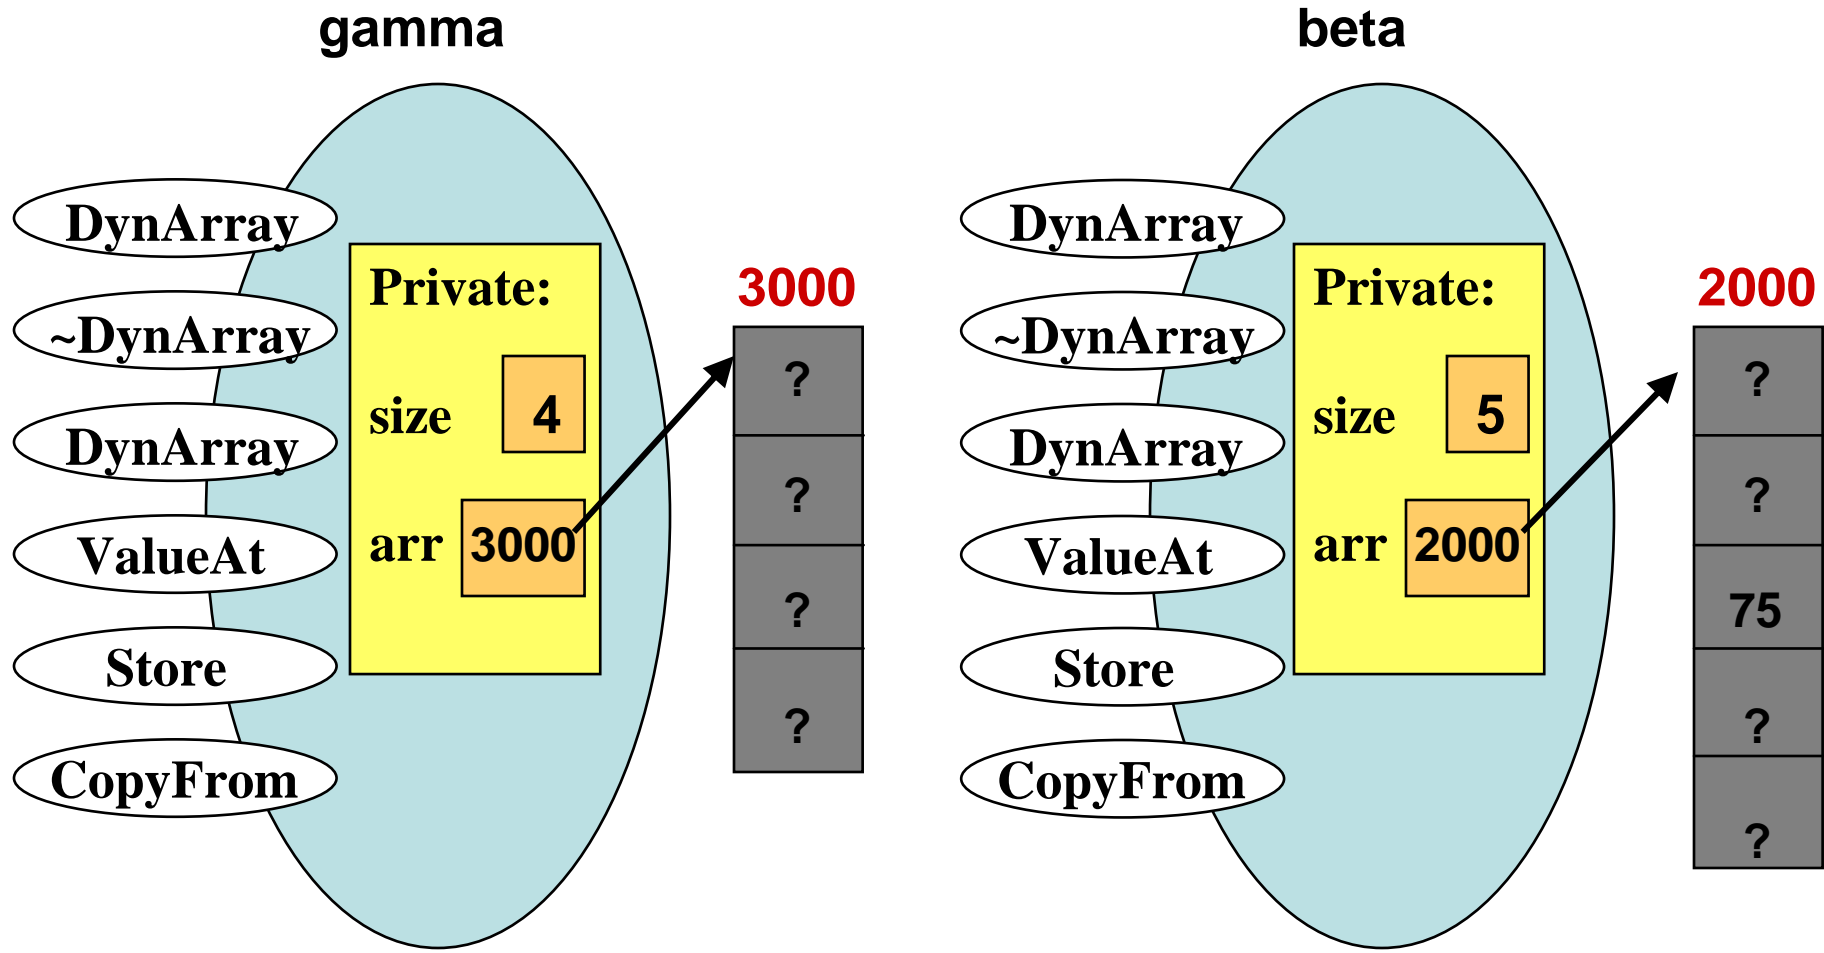 gamma
DynArray
~DynArray
DynArray
ValueAt
Store
CopyFrom
Private:
size 4
arr 3000
3000
?
?
?
?
beta
DynArray
~DynArray
DynArray
ValueAt
Store
CopyFrom
Private:
size 5
arr 2000
2000
?
?
75
?
?